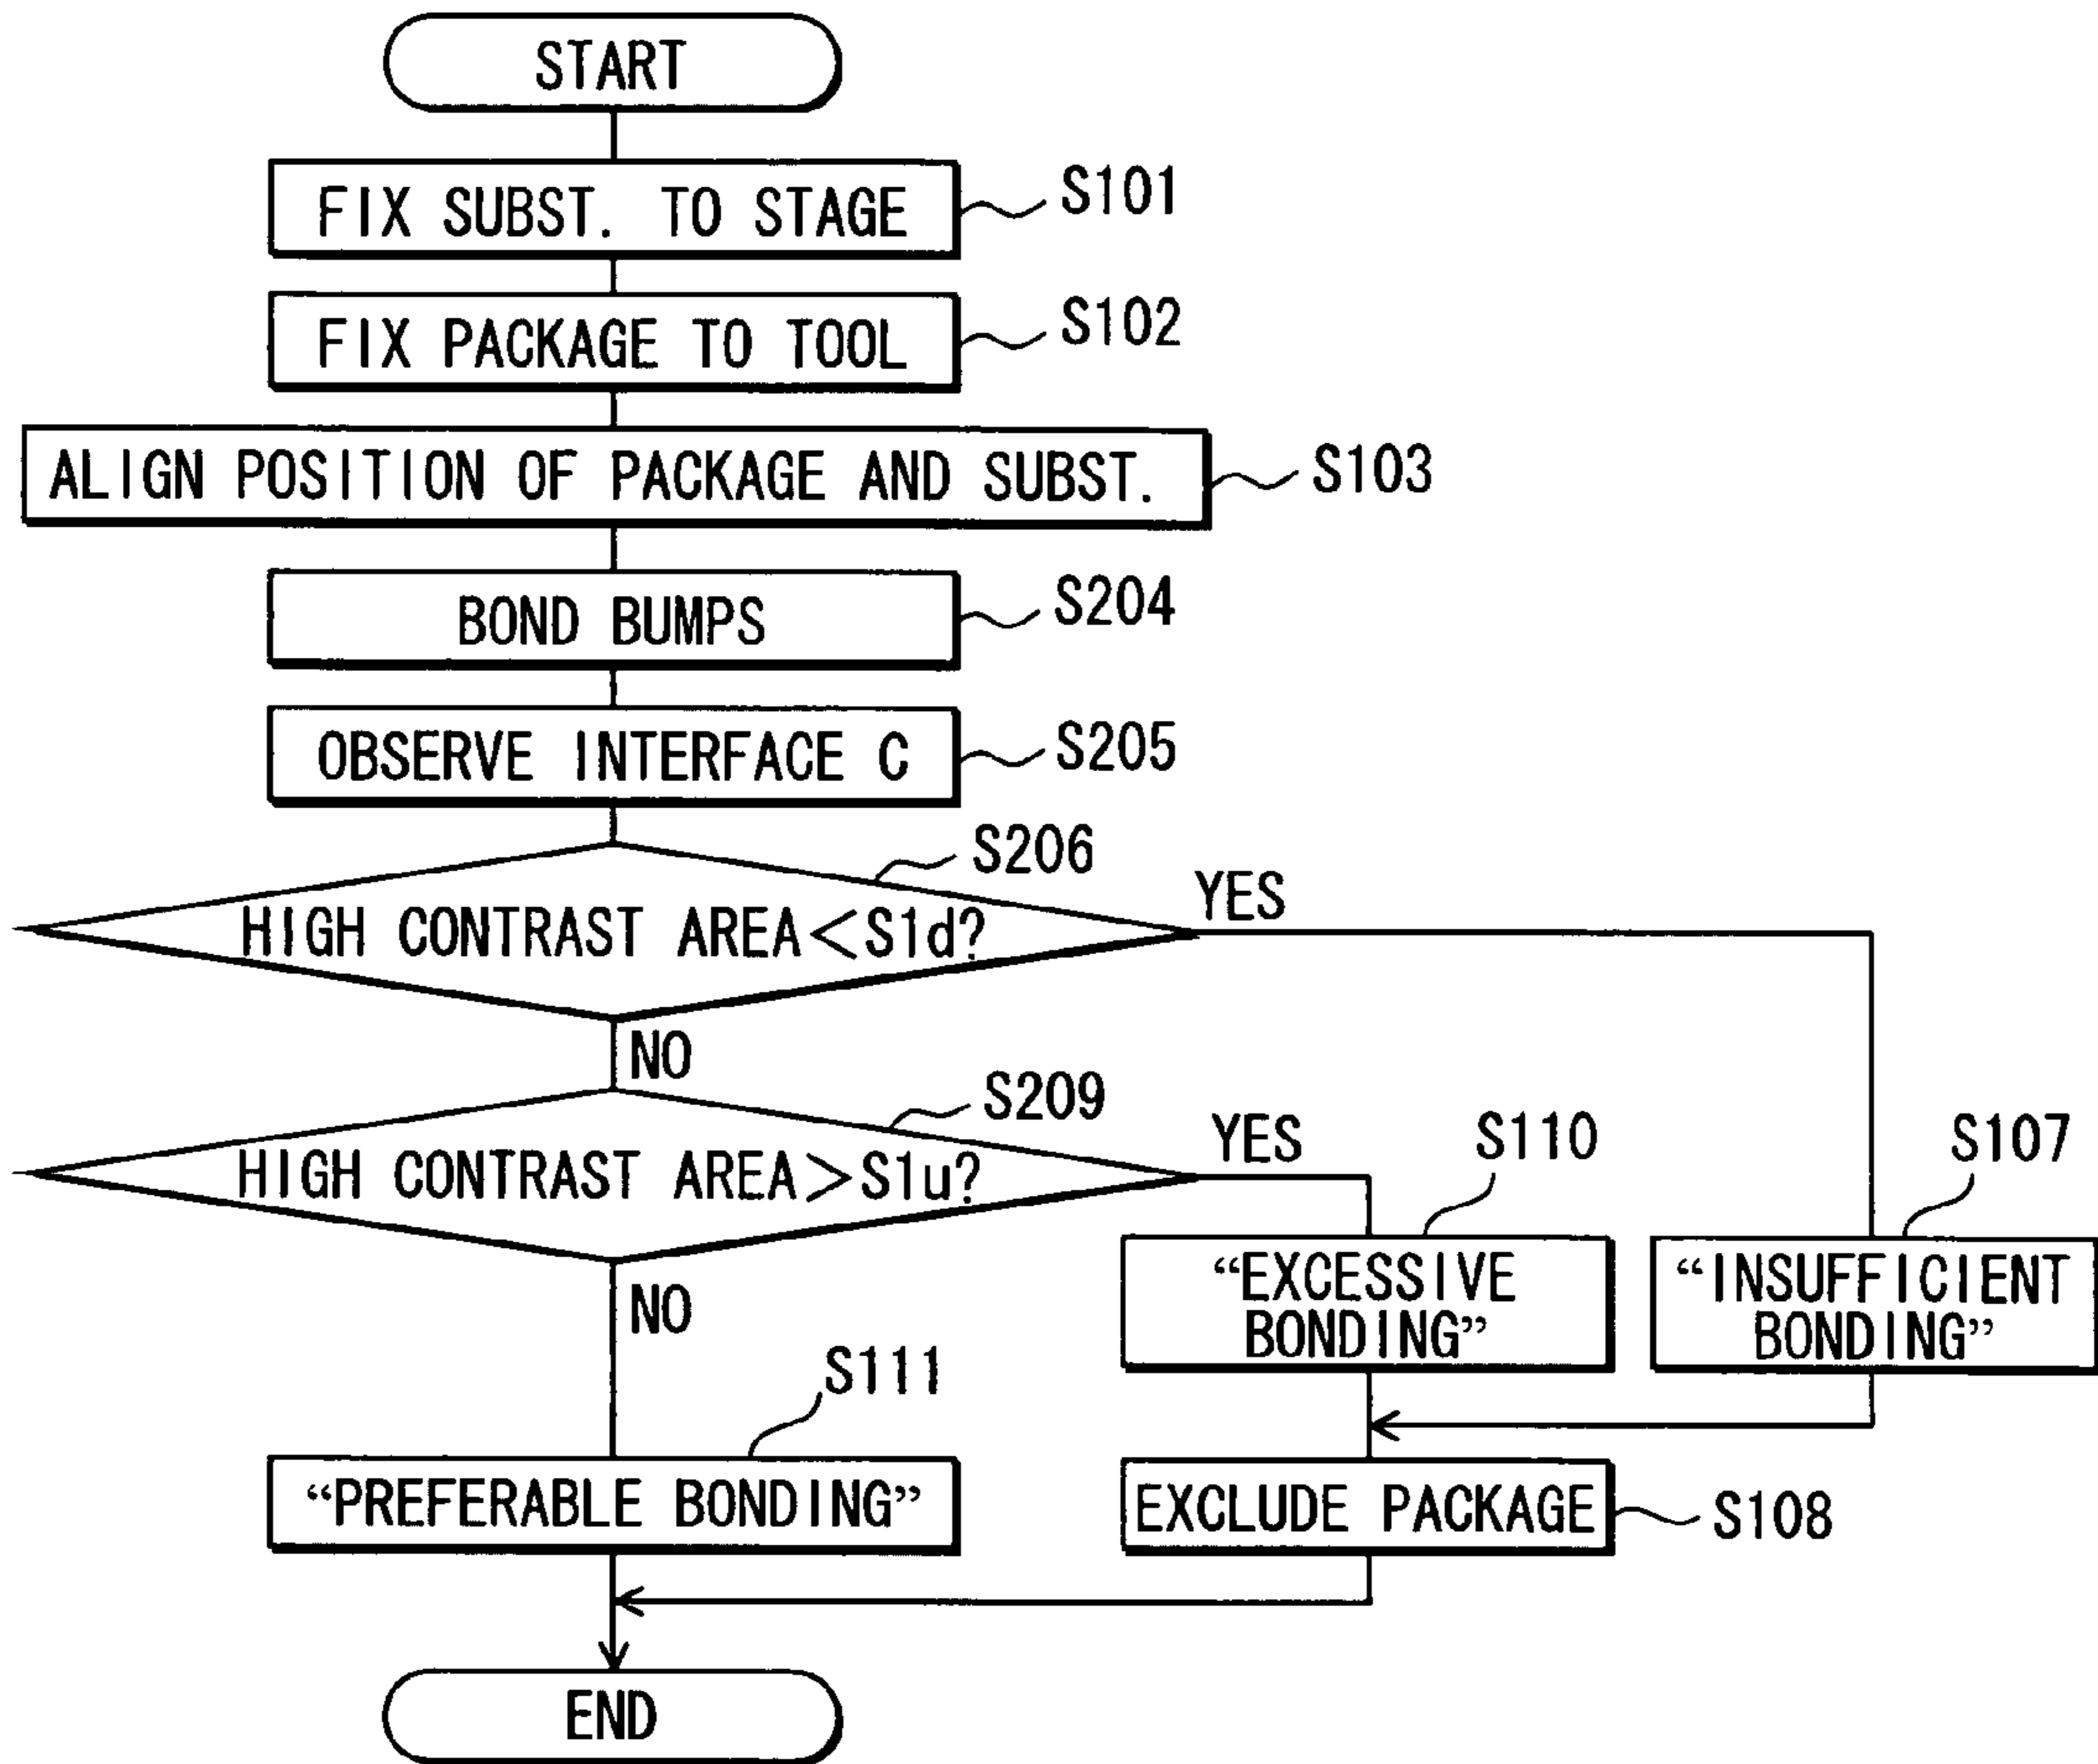 START
FIX SUBST. TO STAGE
S101
FIX PACKAGE TO TOOL
S102
ALIGN POSITION OF PACKAGE AND SUBST.
S103
BOND BUMPS
S204
OBSERVE INTERFACE C
S205
S206
HIGH CONTRAST AREA<S1d?
YES
NO
S209
HIGH CONTRAST AREA>S1u?
YES
NO
S110
“EXCESSIVE
BONDING”
S107
“INSUFFICIENT
BONDING”
S111
“PREFERABLE BONDING”
EXCLUDE PACKAGE
S108
END